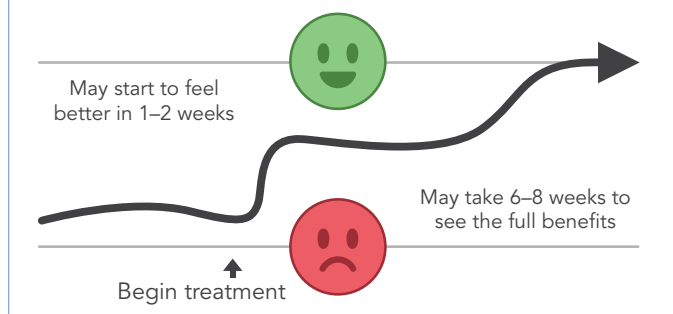 May start to feel
better in 1–2 weeks
May take 6–8 weeks to
see the full benefits
Begin treatment